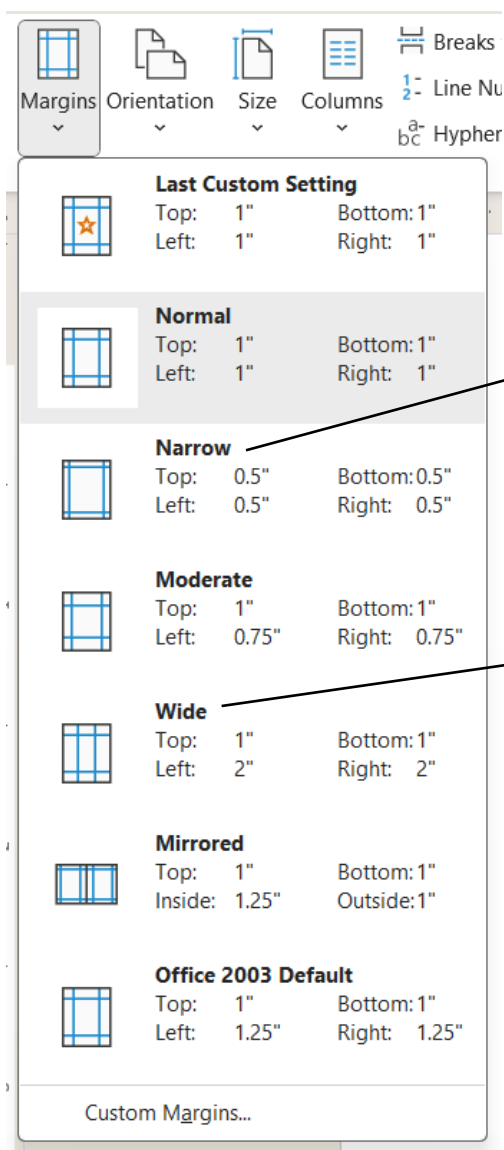 Breaks
Margins Orientation Size Columns
Line Nu
Hypher
Last Custom Setting
Top: 1" Bottom: 1"
Left: 1" Right: 1"
Normal
Top: 1" Bottom: 1"
Left: 1" Right: 1"
Narrow
Top: 0.5" Bottom: 0.5"
Left: 0.5" Right: 0.5"
Moderate
Top: 1" Bottom: 1"
Left: 0.75" Right: 0.75"
Wide
Top: 1" Bottom: 1"
Left: 2" Right: 2"
Mirrored
Top: 1" Bottom: 1"
Inside: 1.25" Outside: 1"
Office 2003 Default
Top: 1" Bottom: 1"
Left: 1.25" Right: 1.25"
Custom Margins...